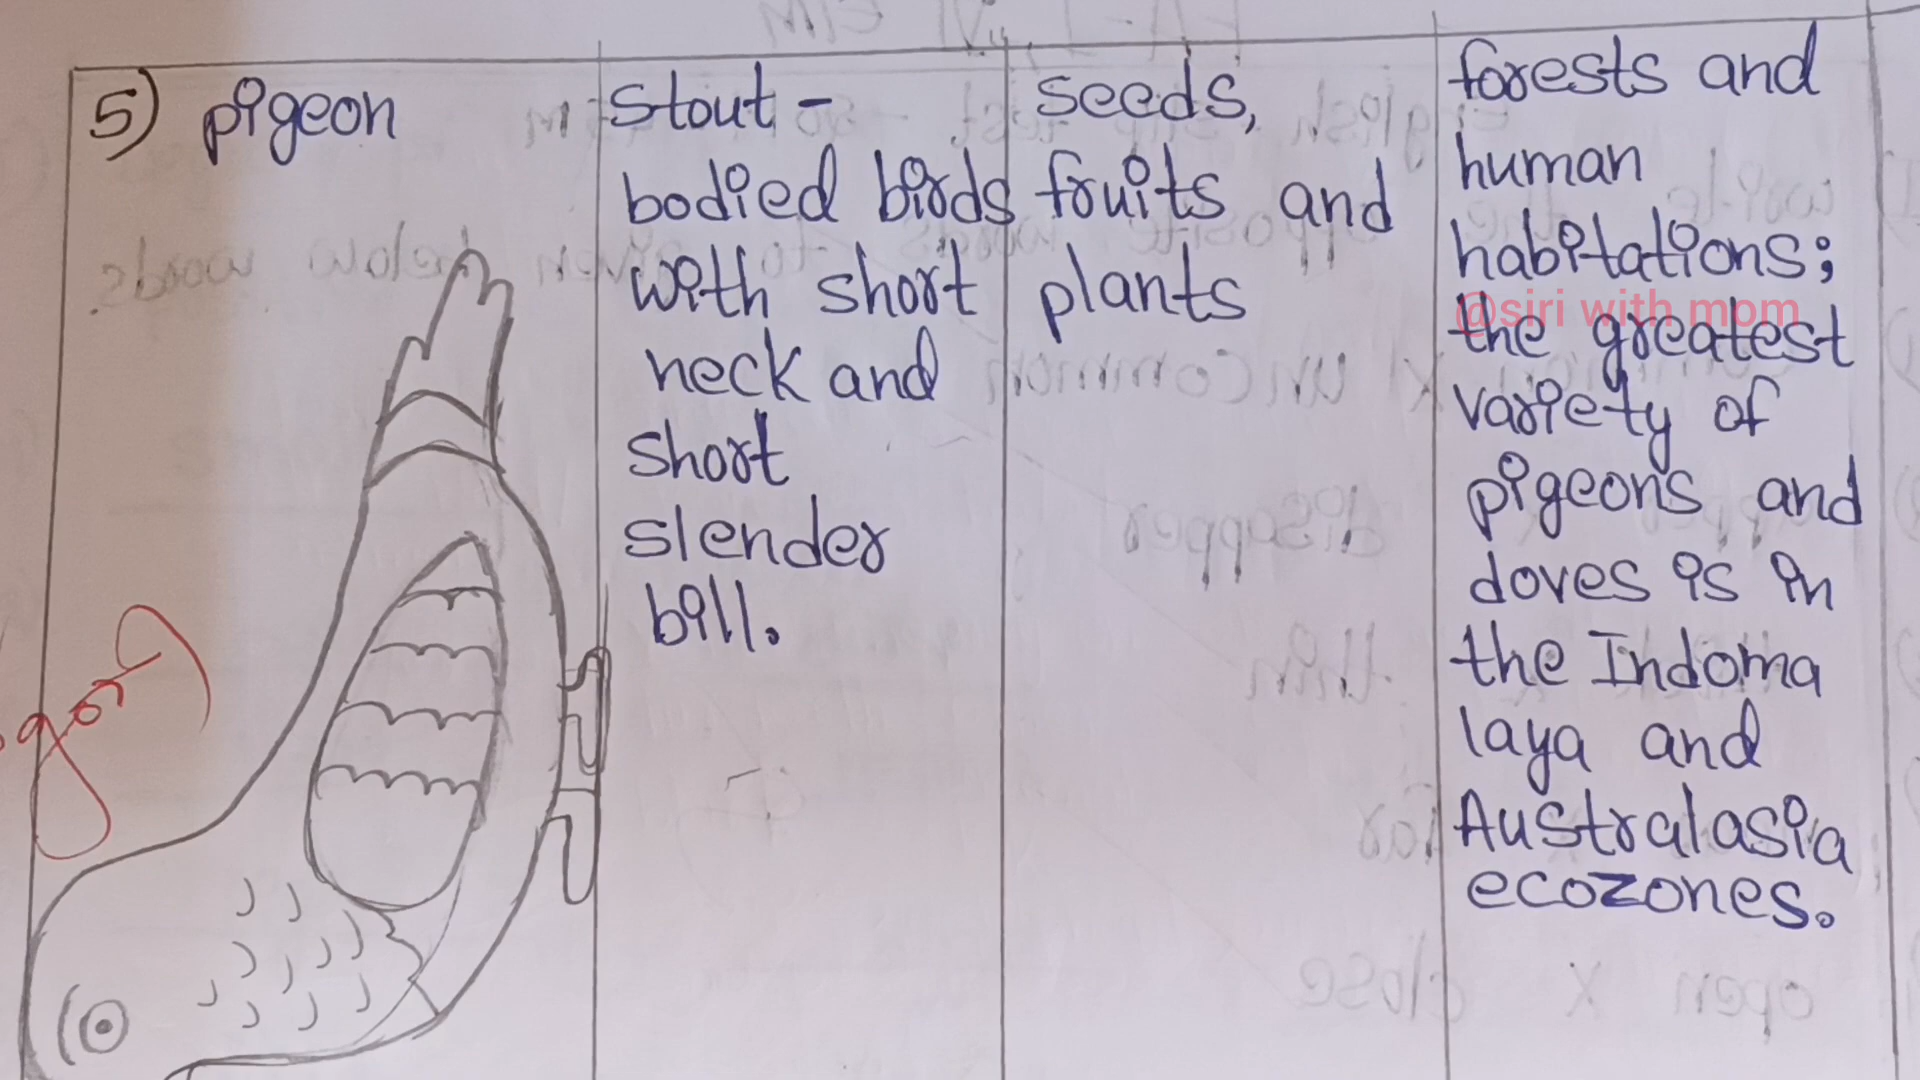 5) pigeon
stout -
bodied birds
with short
neck and
short
slender
bill.
seeds,
fruits and
plants
forests and
human
habitations;
@siri with mom
the greatest
variety of
pigeons and
doves is in
the Indoma
laya and
Australasia
ecozones.